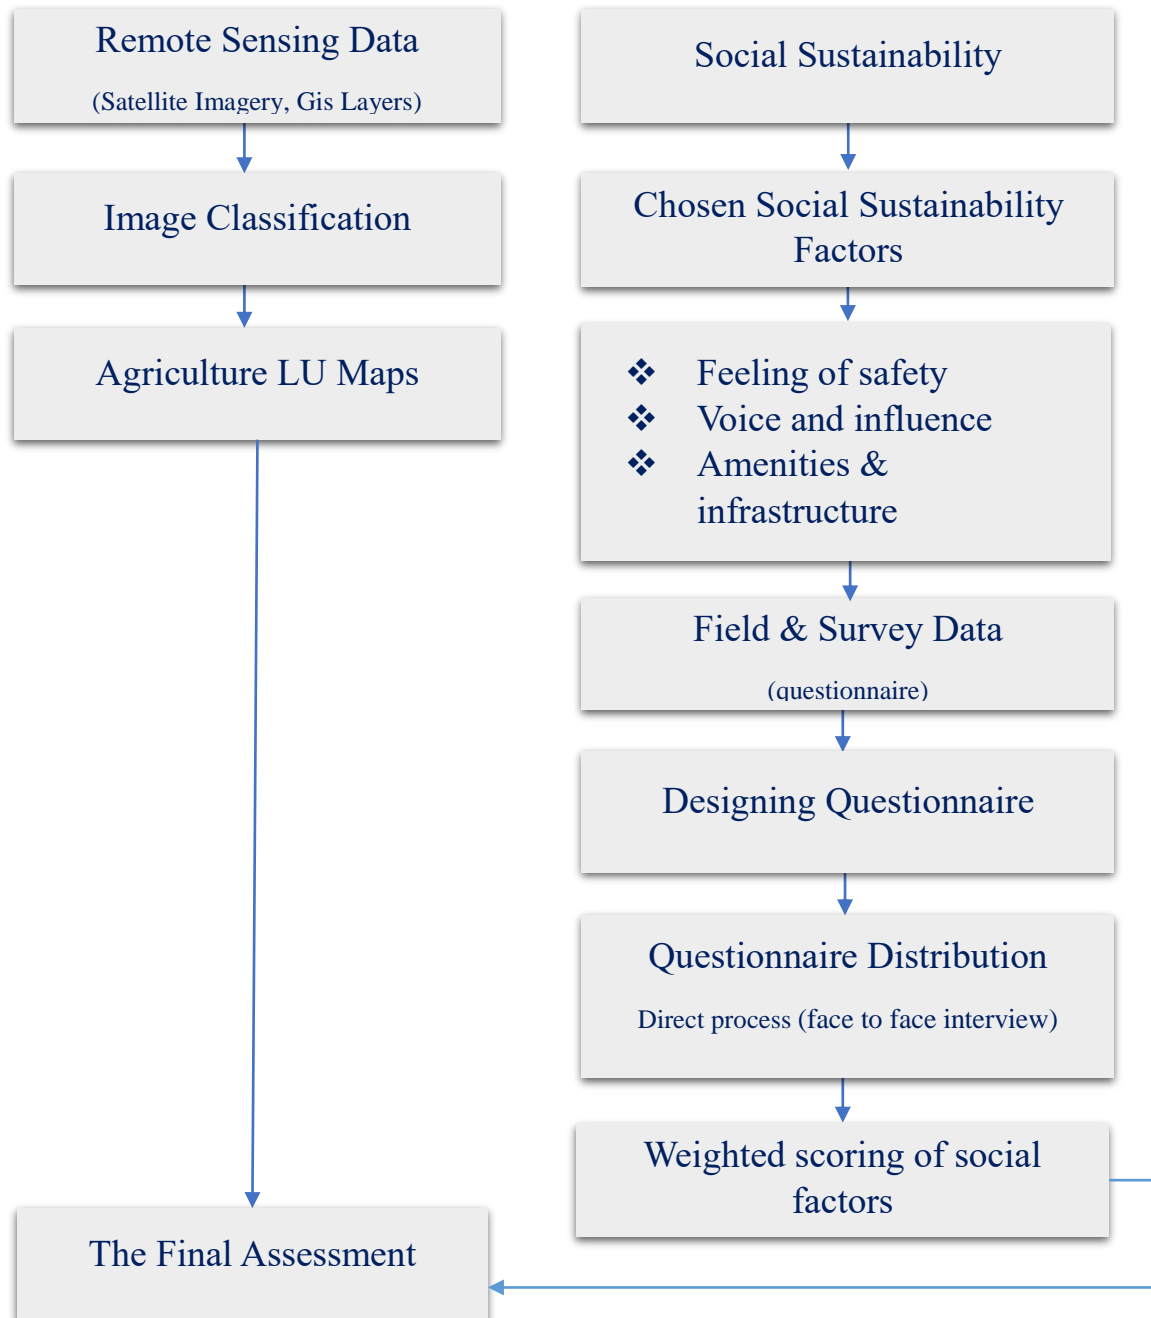 Remote Sensing Data
(Satellite Imagery, Gis Layers)
Image Classification
Agriculture LU Maps
Social Sustainability
Chosen Social Sustainability
Factors
❖ Feeling of safety
❖ Voice and influence
❖ Amenities &
infrastructure
Field & Survey Data
(questionnaire)
Designing Questionnaire
Questionnaire Distribution
Direct process (face to face interview)
Weighted scoring of social
factors
The Final Assessment